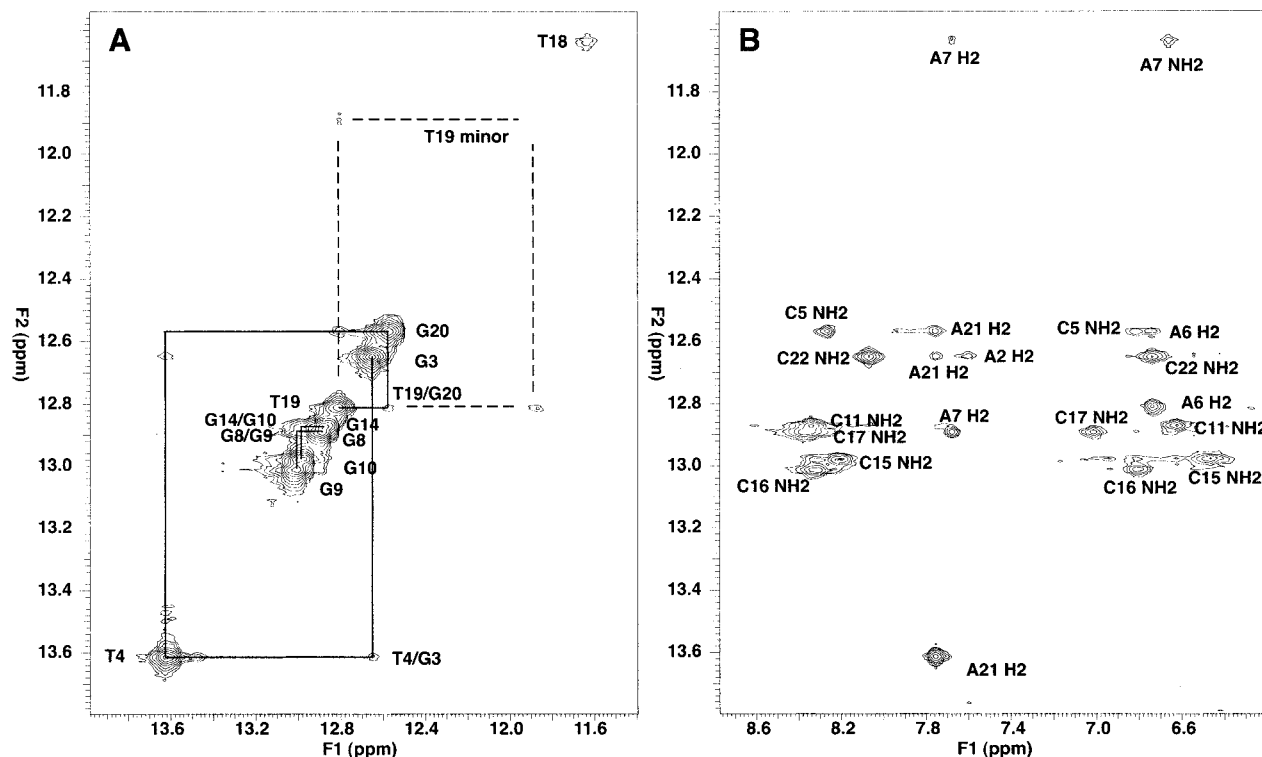 A
T18
11.8
12.0
T19 minor
12.2
12.4
F2 (ppm)
12.6
G20
G3
T19/G20
12.8
T19
G14/G10
G8/G9
G14
G8
13.0
G10
G9
13.2
13.4
13.6
T4
T4/G3
13.6
13.2
12.8
12.4
12.0
11.6
F1 (ppm)
B
A7 H2
A7 NH2
11.8
12.0
12.2
12.4
F2 (ppm)
C5 NH2
A21 H2
C5 NH2
A6 H2
12.6
C22 NH2
A2 H2
A21 H2
C22 NH2
12.8
A6 H2
C11 NH2
A7 H2
C17 NH2
C11 NH2
C17 NH2
13.0
C15 NH2
C16 NH2
C16 NH2
C15 NH2
13.2
13.4
13.6
A21 H2
8.6
8.2
7.8
7.4
7.0
6.6
F1 (ppm)